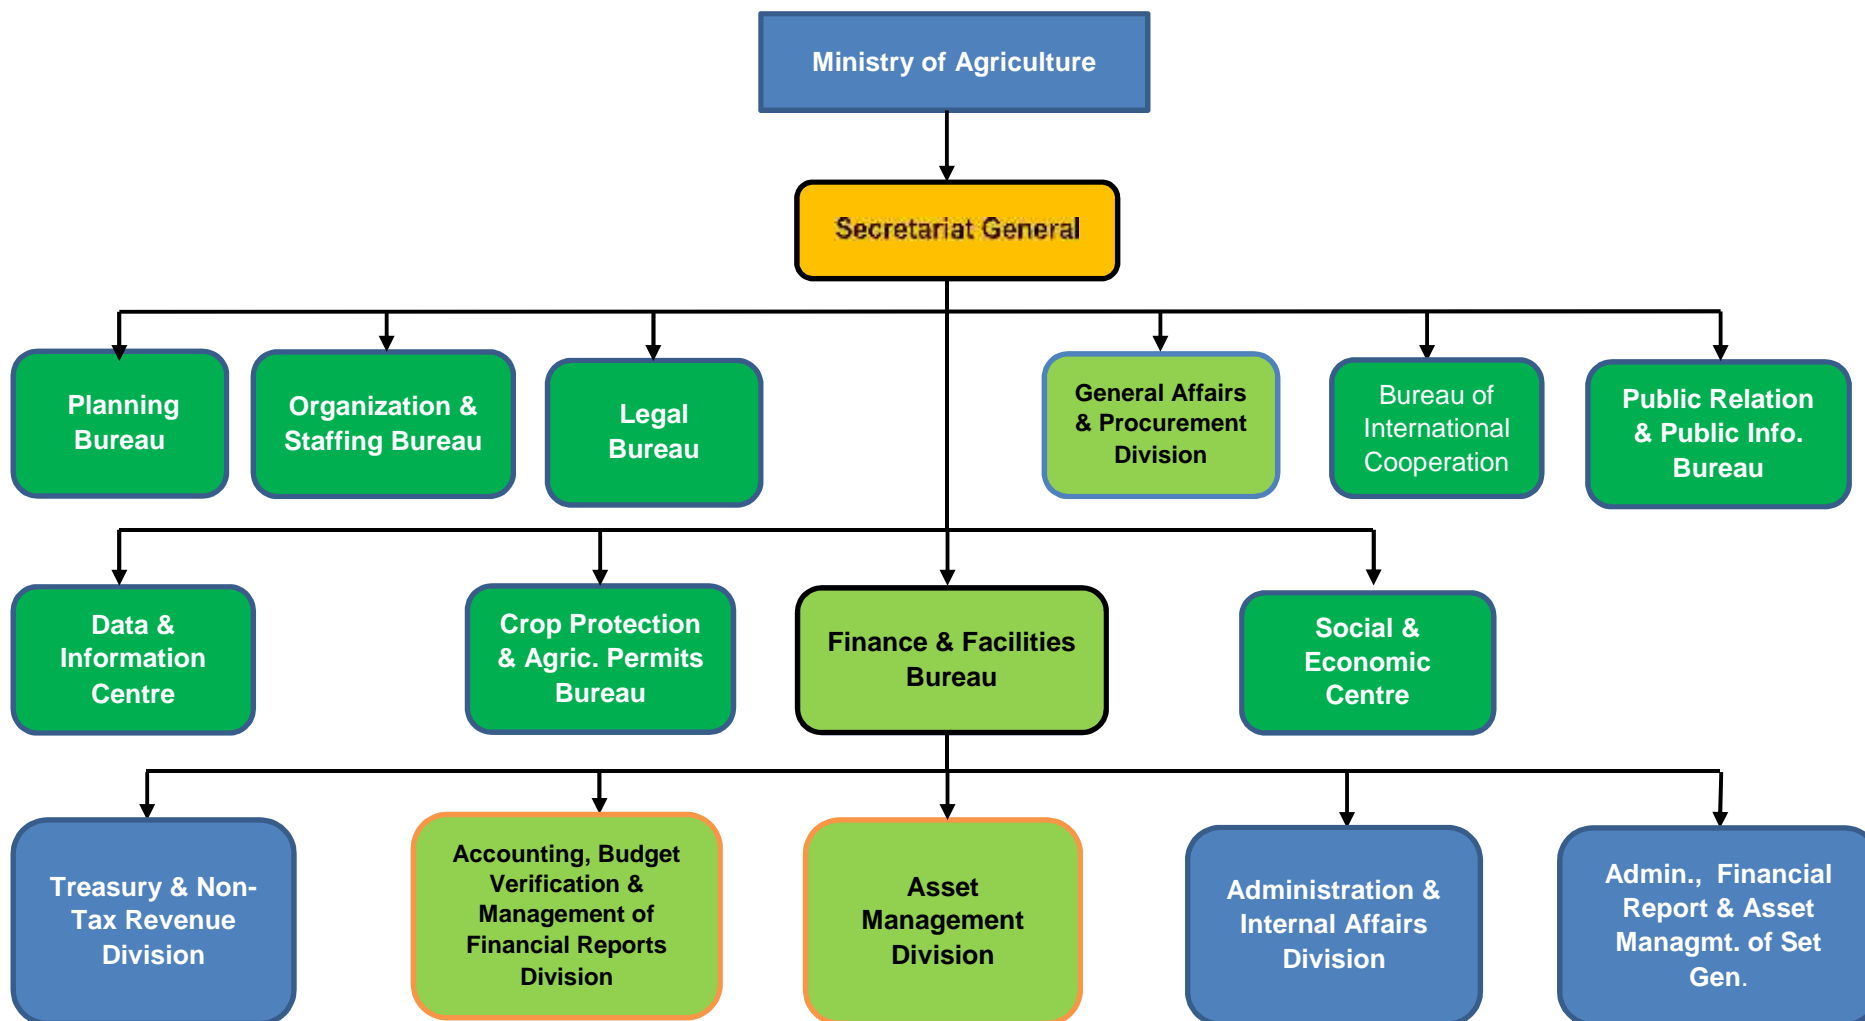 Ministry of Agriculture
Secretariat General
Planning
Bureau
Organization &
Staffing Bureau
Legal
Bureau
General Affairs
& Procurement
Division
Bureau of
International
Cooperation
Public Relation
& Public Info.
Bureau
Data &
Information
Centre
Crop Protection
& Agric. Permits
Bureau
Finance & Facilities
Bureau
Social &
Economic
Centre
Treasury & Non-
Tax Revenue
Division
Accounting, Budget
Verification &
Management of
Financial Reports
Division
Asset
Management
Division
Administration &
Internal Affairs
Division
Admin., Financial
Report & Asset
Managmt. of Set
Gen.